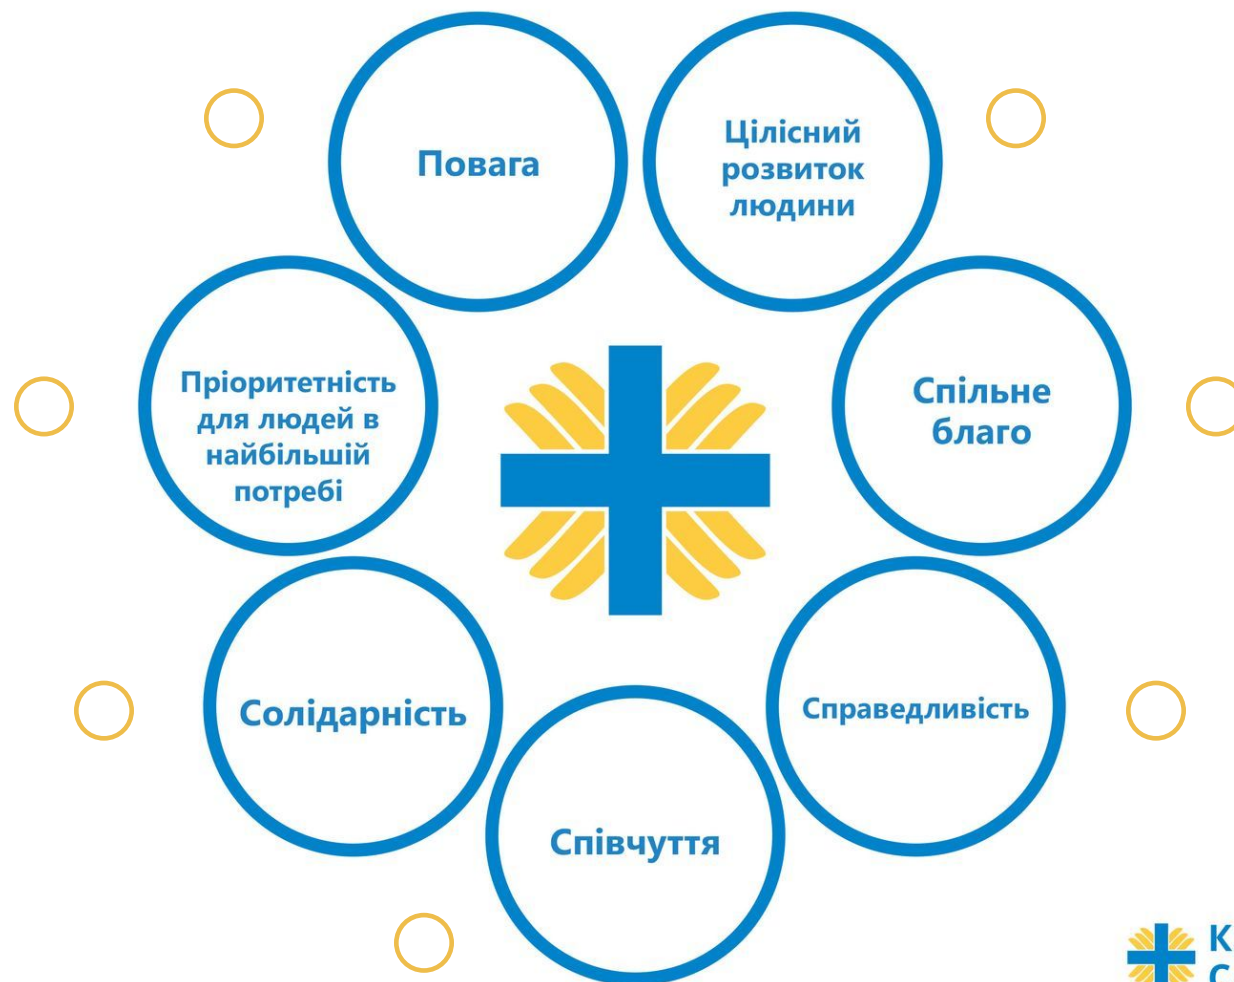 Повага
Цілісний
розвиток
людини
Пріоритетність
для людей в
найбільшій
потребі
Спільне
благо
Солідарність
Справедливість
Співчуття
К
С